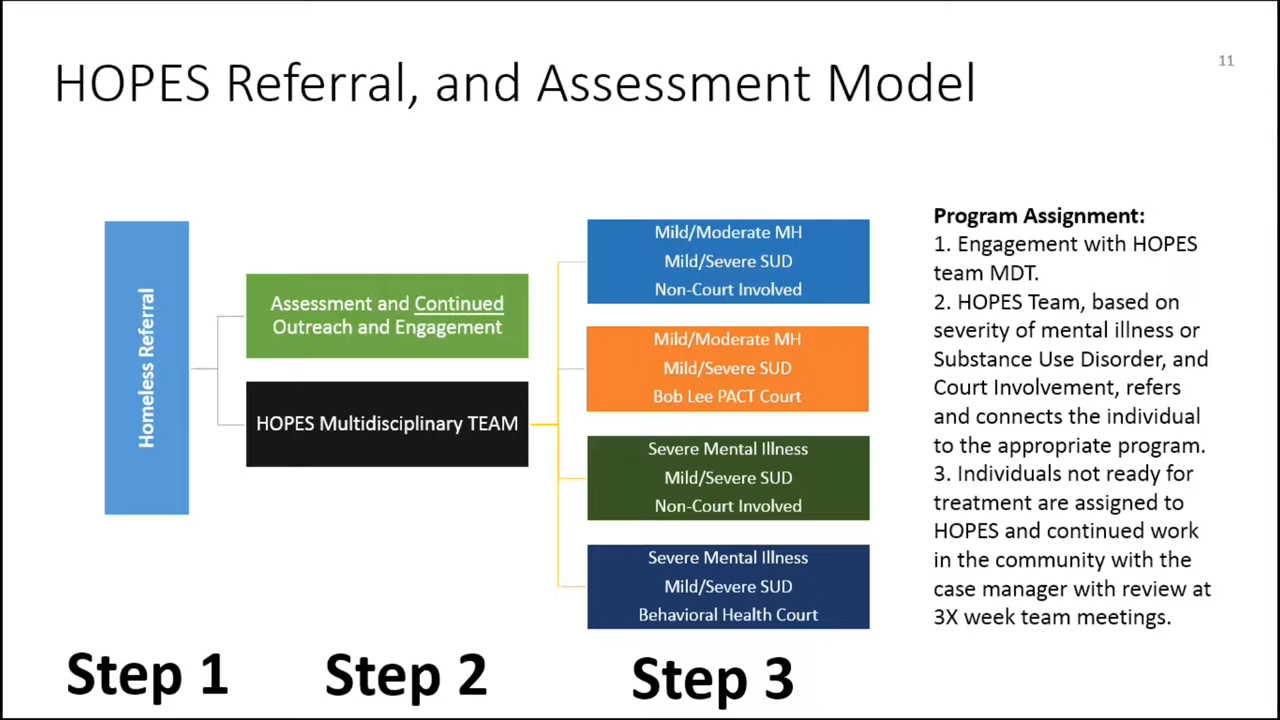 11
HOPES Referral, and Assessment Model
Homeless Referral
Assessment and Continued
Outreach and Engagement
HOPES Multidisciplinary TEAM
Mild/Moderate MH
Mild/Severe SUD
Non-Court Involved
Mild/Moderate MH
Mild/Severe SUD
Bob Lee PACT Court
Severe Mental Illness
Mild/Severe SUD
Non-Court Involved
Severe Mental Illness
Mild/Severe SUD
Behavioral Health Court
Program Assignment:
1. Engagement with HOPES
team MDT.
2. HOPES Team, based on
severity of mental illness or
Substance Use Disorder, and
Court Involvement, refers
and connects the individual
to the appropriate program.
3. Individuals not ready for
treatment are assigned to
HOPES and continued work
in the community with the
case manager with review at
3X week team meetings.
Step 1
Step 2
Step 3